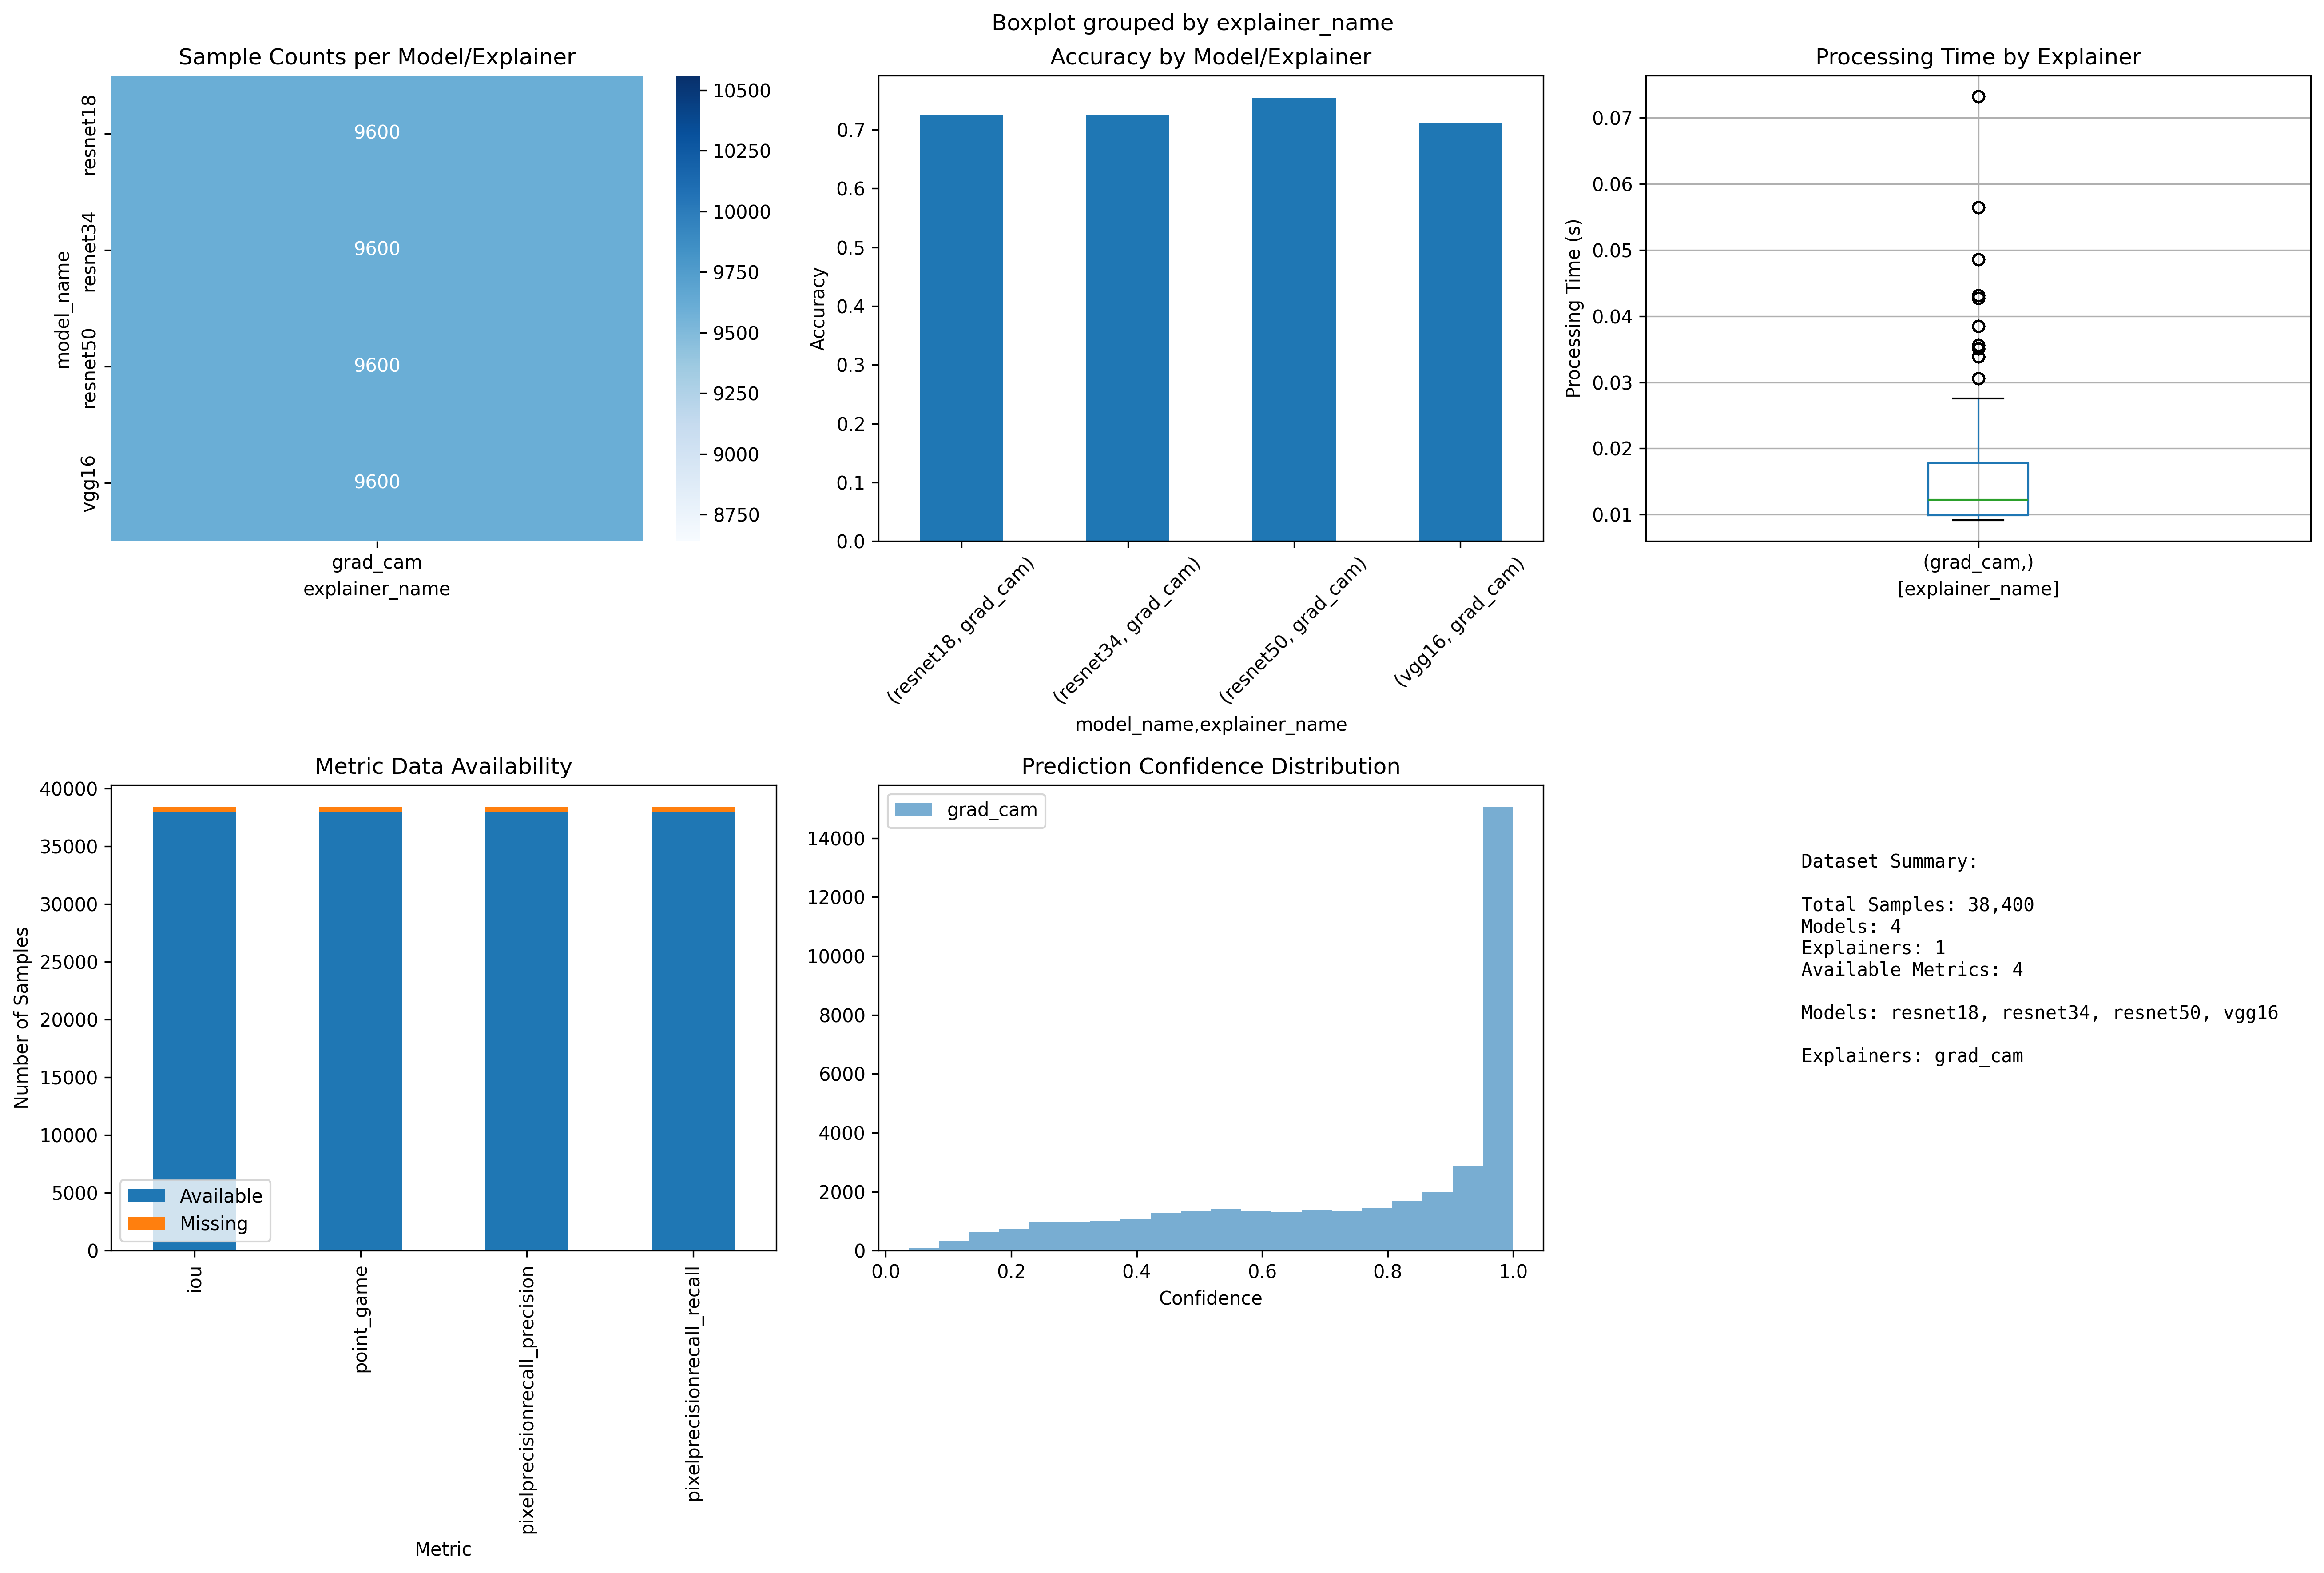 Boxplot grouped by explainer_name
Sample Counts per Model/Explainer
model_name
resnet18
resnet34
resnet50
vgg16
9600
9600
9600
9600
grad_cam
explainer_name
10500
10250
10000
9750
9500
9250
9000
8750
Accuracy by Model/Explainer
Accuracy
0.7
0.6
0.5
0.4
0.3
0.2
0.1
0.0
(resnet18, grad_cam)
(resnet34, grad_cam)
(resnet50, grad_cam)
(vgg16, grad_cam)
model_name,explainer_name
Processing Time by Explainer
Processing Time (s)
0.07
0.06
0.05
0.04
0.03
0.02
0.01
(grad_cam,)
[explainer_name]
Metric Data Availability
Number of Samples
40000
35000
30000
25000
20000
15000
10000
5000
0
Available
Missing
iou
point_game
pixelprecisionrecall_precision
pixelprecisionrecall_recall
Metric
Prediction Confidence Distribution
grad_cam
14000
12000
10000
8000
6000
4000
2000
0
0.0
0.2
0.4
0.6
0.8
1.0
Confidence
Dataset Summary:
Total Samples: 38,400
Models: 4
Explainers: 1
Available Metrics: 4
Models: resnet18, resnet34, resnet50, vgg16
Explainers: grad_cam